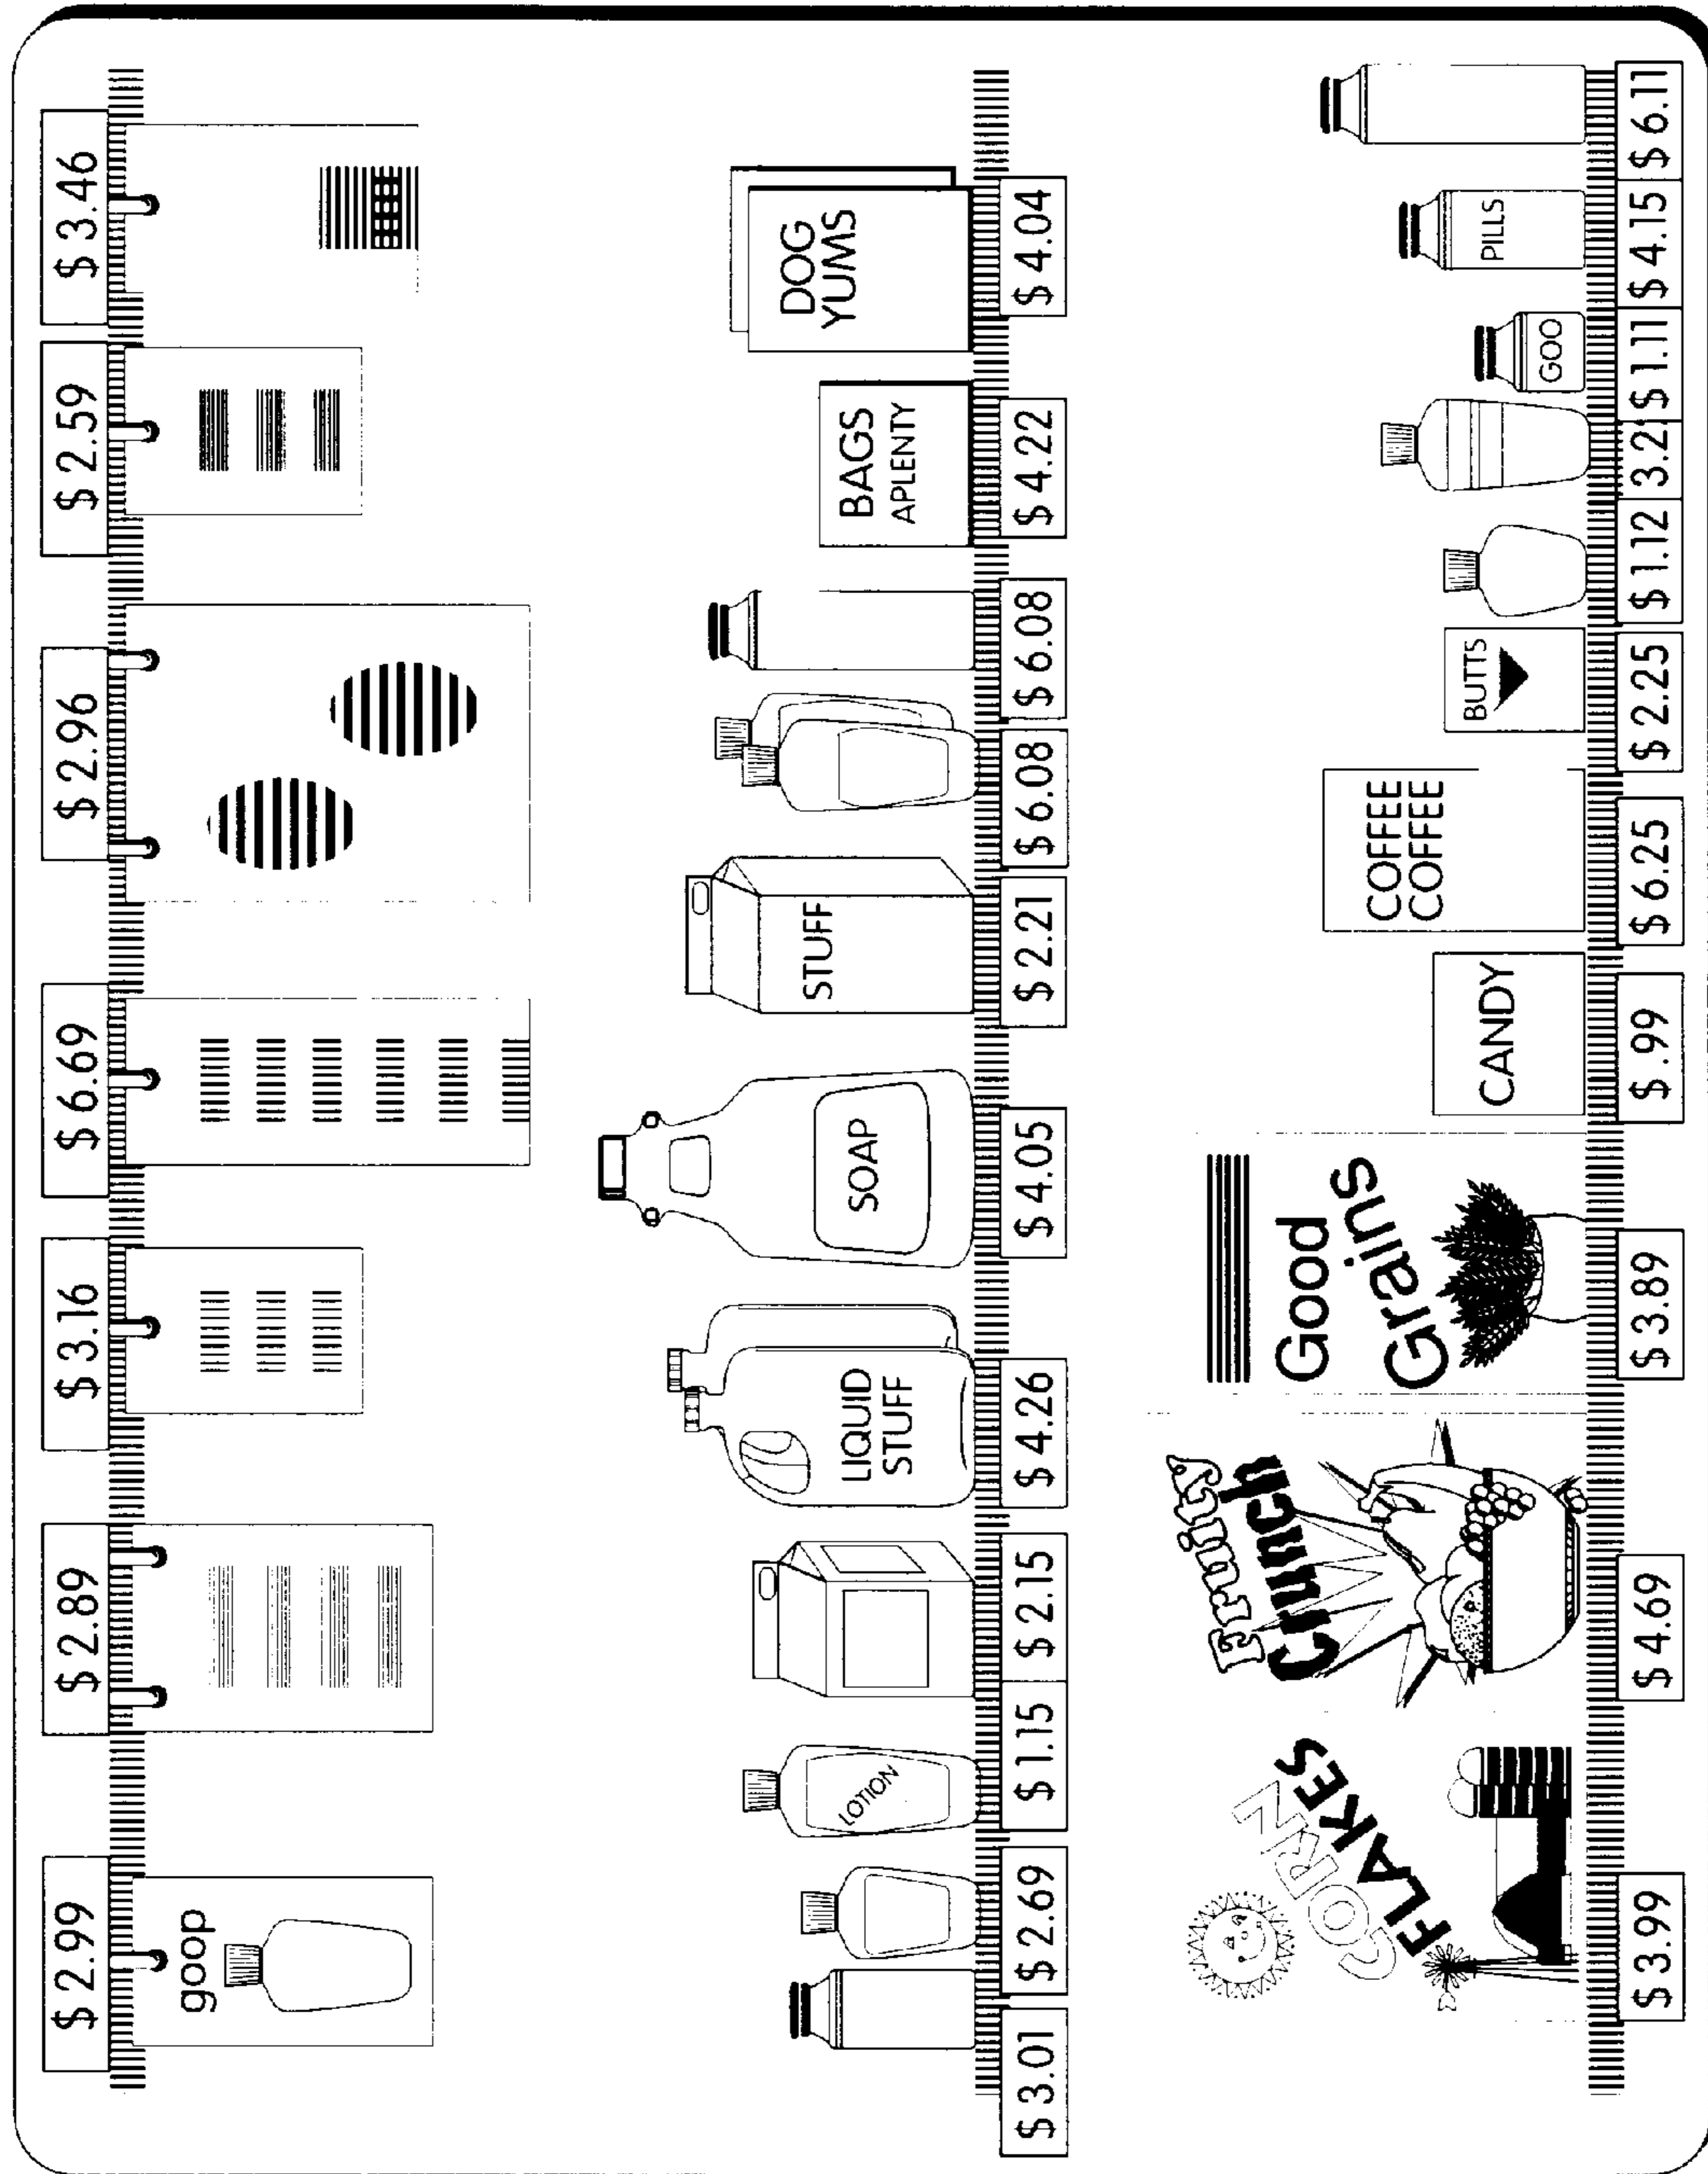 $ 2.99
$ 2.89
$ 3.16
$ 6.69
$ 2.96
$ 2.59
$ 3.46
goop
LOTION
LIQUID
STUFF
SOAP
STUFF
BAGS
APLENTY
DOG
YUMS
$ 3.01
$ 2.69
$ 1.15
$ 2.15
$ 4.26
$ 4.05
$ 2.21
$ 6.08
$ 6.08
$ 4.22
$ 4.04
CORN
FLAKES
Fruity
Crunch
Good
Grains
CANDY
COFFEE
COFFEE
BUTTS
GOO
PILLS
$ 3.99
$ 4.69
$ 3.89
$ .99
$ 6.25
$ 2.25
$ 1.12
3.2
$ 1.11
$ 4.15
$ 6.11